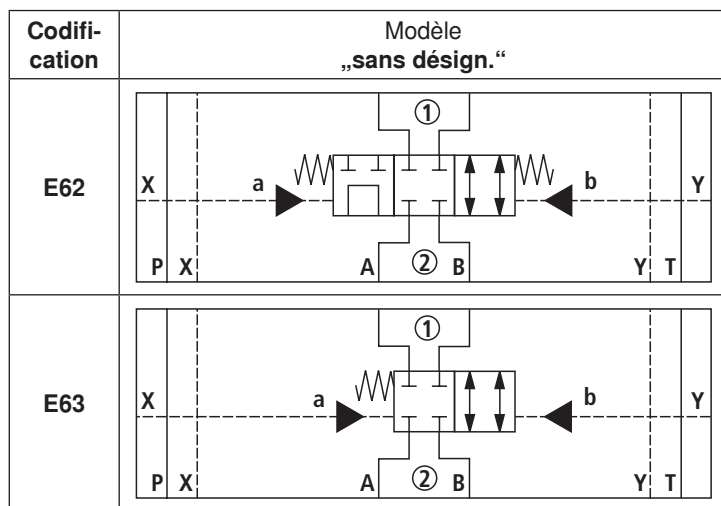 Codifi-
cation
Modèle
„sans désign.“
E62
①
X a b Y
P X A ② B Y T
E63
①
X a b Y
P X A ② B Y T